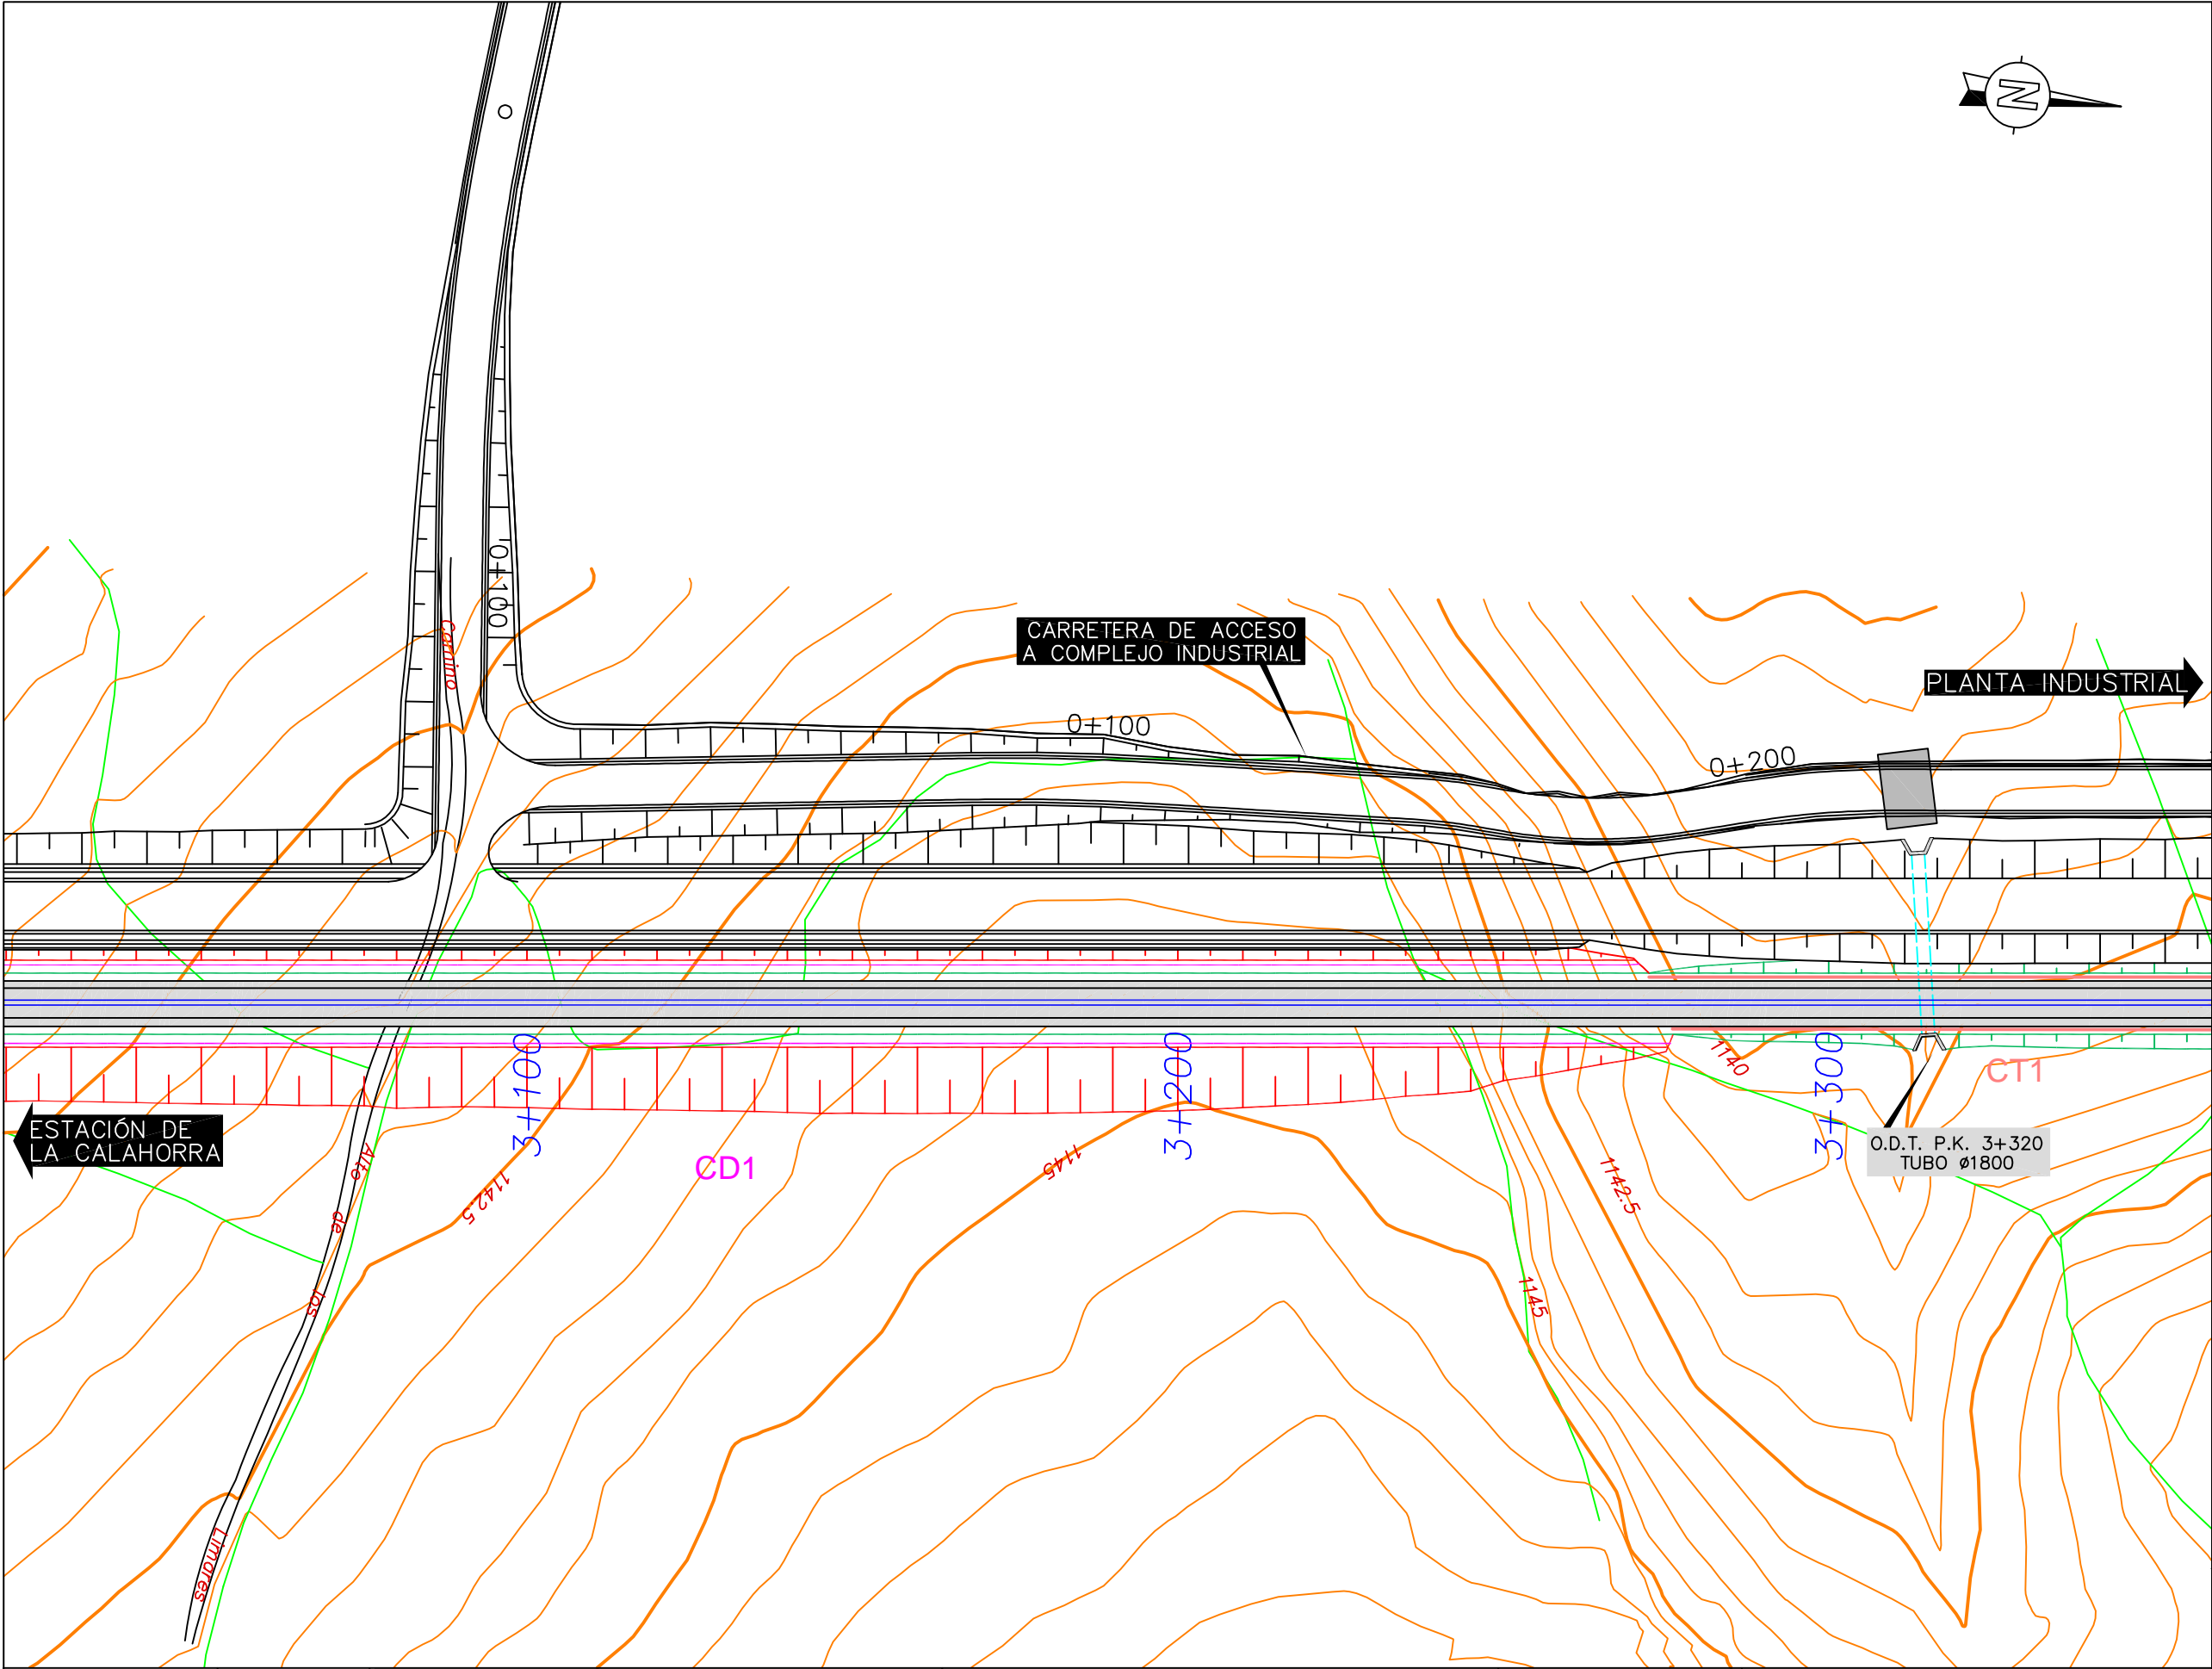 N
0+100
Camino
CARRETERA DE ACCESO
A COMPLEJO INDUSTRIAL
PLANTA INDUSTRIAL
0+100
0+200
3+100
3+200
3+300
1140
CT1
ESTACIÓN DE
LA CALAHORRA
O.D.T. P.K. 3+320
TUBO ø1800
Alto
de
los
Linares
1142.5
CD1
1145
1142.5
1145